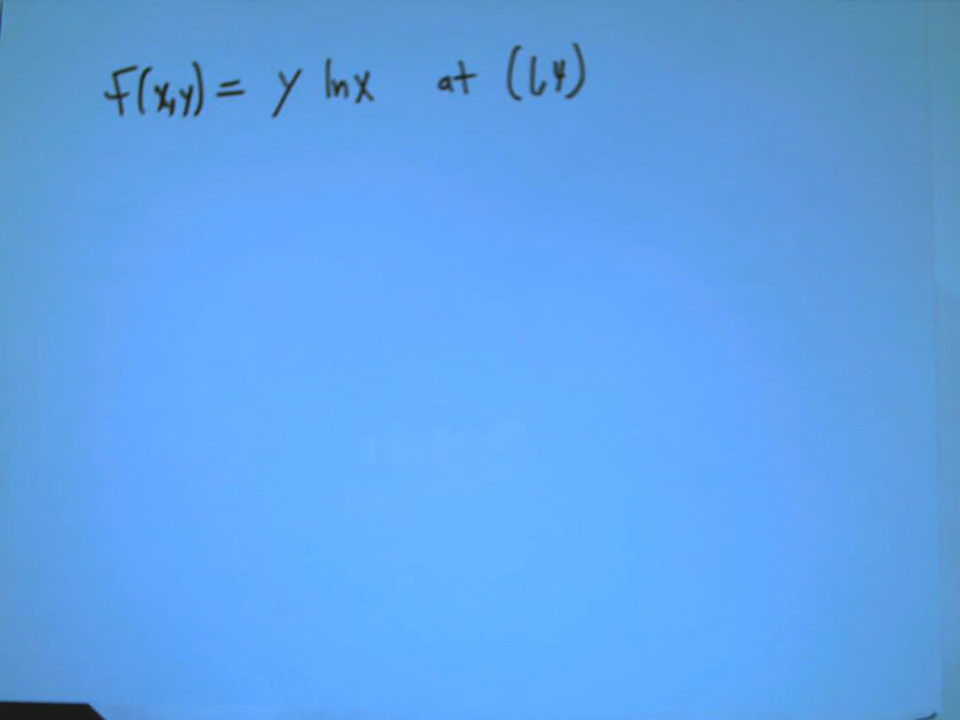 f(x,y) = y ln x at (1,4)